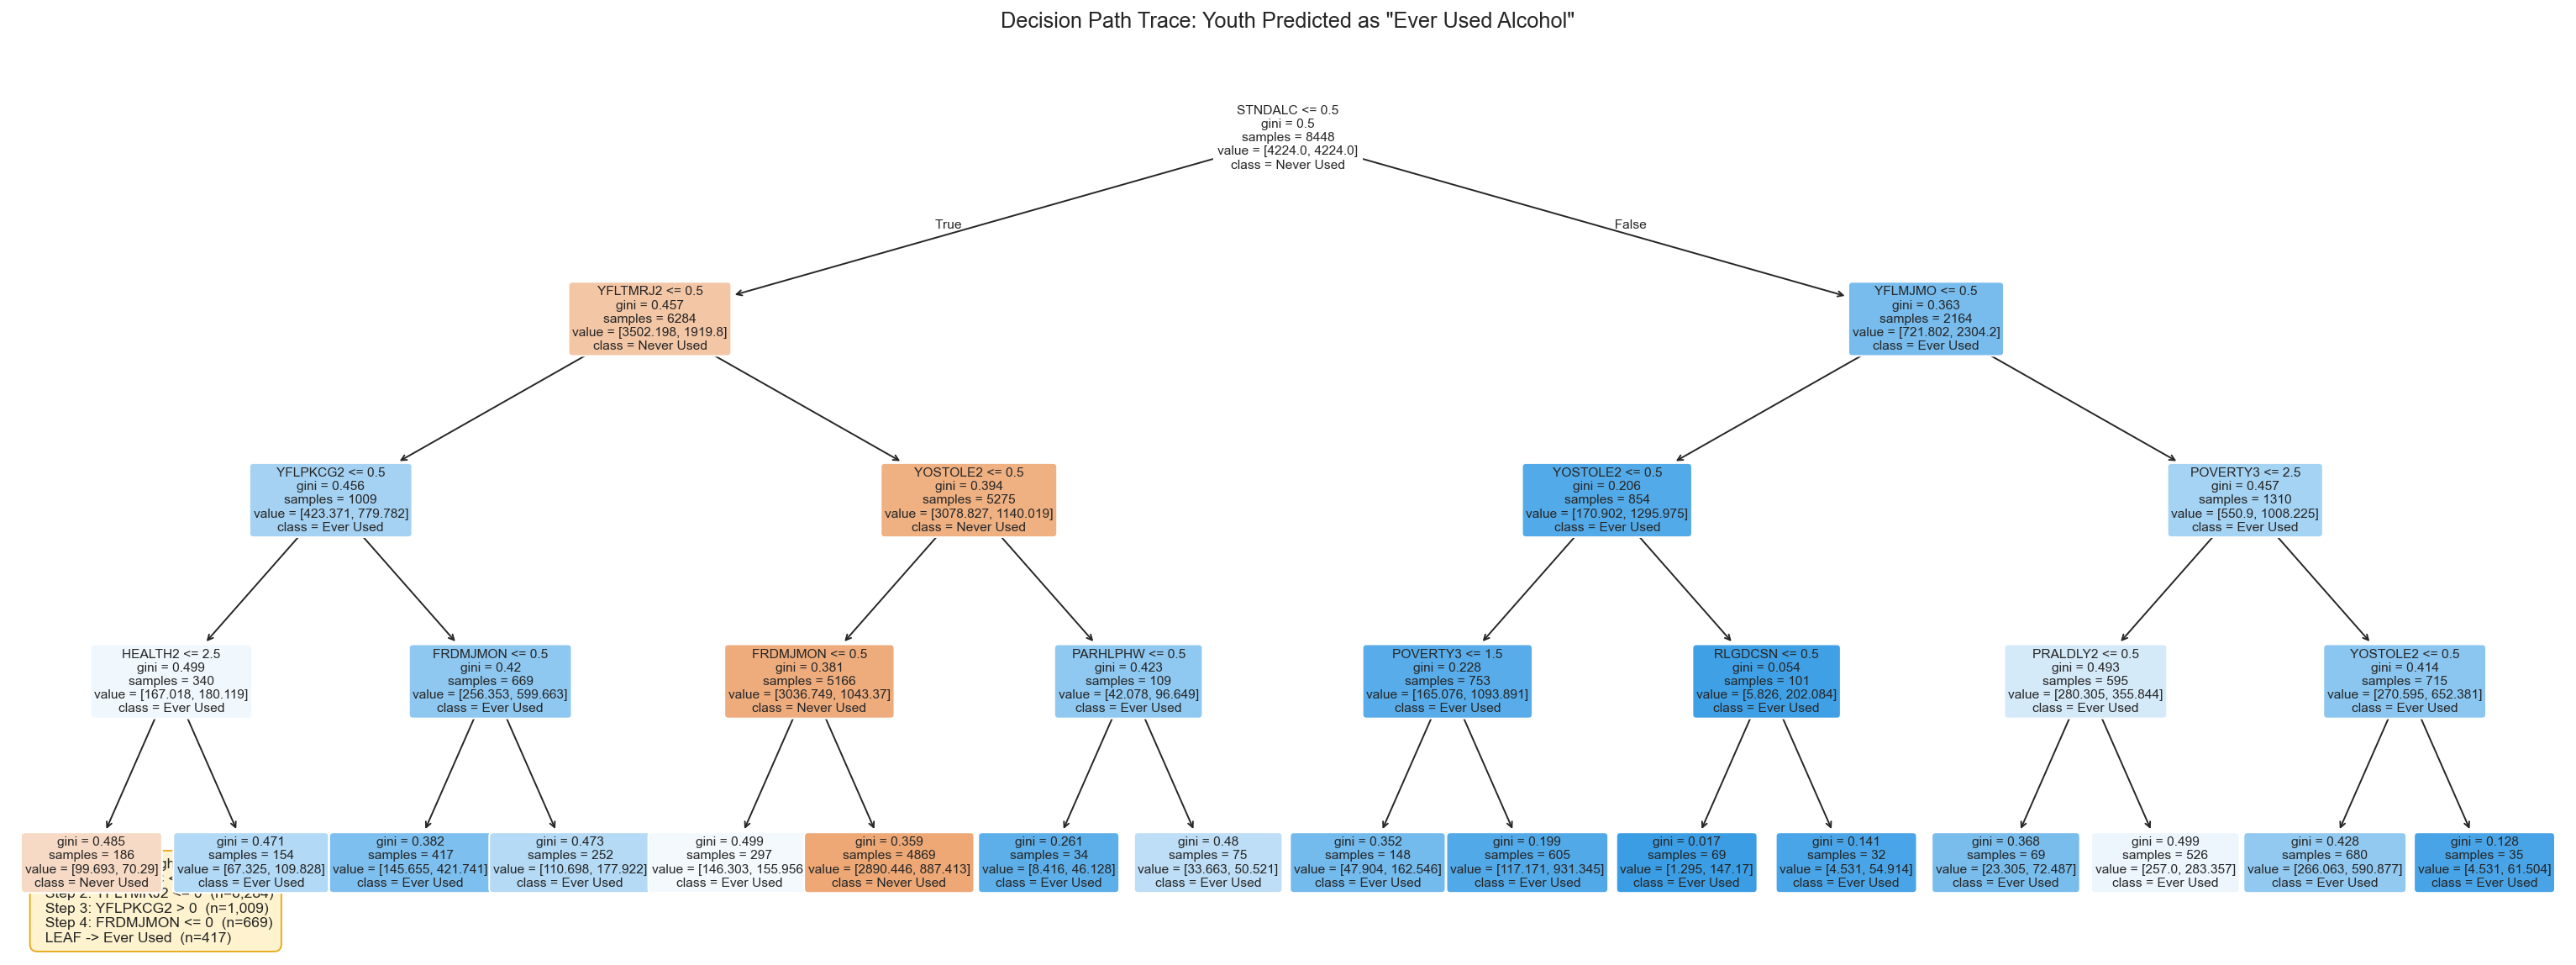 Decision Path Trace: Youth Predicted as "Ever Used Alcohol"
STNDALC <= 0.5
gini = 0.5
samples = 8448
value = [4224.0, 4224.0]
class = Never Used
True
False
YFLTMRJ2 <= 0.5
gini = 0.457
samples = 6284
value = [3502.198, 1919.8]
class = Never Used
YFLMJMO <= 0.5
gini = 0.363
samples = 2164
value = [721.802, 2304.2]
class = Ever Used
YFLPKCG2 <= 0.5
gini = 0.456
samples = 1009
value = [423.371, 779.782]
class = Ever Used
YOSTOLE2 <= 0.5
gini = 0.394
samples = 5275
value = [3078.827, 1140.019]
class = Never Used
YOSTOLE2 <= 0.5
gini = 0.206
samples = 854
value = [170.902, 1295.975]
class = Ever Used
POVERTY3 <= 2.5
gini = 0.457
samples = 1310
value = [550.9, 1008.225]
class = Ever Used
HEALTH2 <= 2.5
gini = 0.499
samples = 340
value = [167.018, 180.119]
class = Ever Used
FRDMJMON <= 0.5
gini = 0.42
samples = 669
value = [256.353, 599.663]
class = Ever Used
FRDMJMON <= 0.5
gini = 0.381
samples = 5166
value = [3036.749, 1043.37]
class = Never Used
PARHLPHW <= 0.5
gini = 0.423
samples = 109
value = [42.078, 96.649]
class = Ever Used
POVERTY3 <= 1.5
gini = 0.228
samples = 753
value = [165.076, 1093.891]
class = Ever Used
RLGDCSN <= 0.5
gini = 0.054
samples = 101
value = [5.826, 202.084]
class = Ever Used
PRALDLY2 <= 0.5
gini = 0.493
samples = 595
value = [280.305, 355.844]
class = Ever Used
YOSTOLE2 <= 0.5
gini = 0.414
samples = 715
value = [270.595, 652.381]
class = Ever Used
gini = 0.485
samples = 186
value = [99.693, 70.29]
class = Never Used
gini = 0.471
samples = 154
value = [67.325, 109.828]
class = Ever Used
gini = 0.382
samples = 417
value = [145.655, 421.741]
class = Ever Used
gini = 0.473
samples = 252
value = [110.698, 177.922]
class = Ever Used
gini = 0.499
samples = 297
value = [146.303, 155.956
class = Ever Used
gini = 0.359
samples = 4869
value = [2890.446, 887.413]
class = Never Used
gini = 0.261
samples = 34
value = [8.416, 46.128]
class = Ever Used
gini = 0.48
samples = 75
value = [33.663, 50.521]
class = Ever Used
gini = 0.352
samples = 148
value = [47.904, 162.546]
class = Ever Used
gini = 0.199
samples = 605
value = [117.171, 931.345]
class = Ever Used
gini = 0.017
samples = 69
value = [1.295, 147.17]
class = Ever Used
gini = 0.141
samples = 32
value = [4.531, 54.914]
class = Ever Used
gini = 0.368
samples = 69
value = [23.305, 72.487]
class = Ever Used
gini = 0.499
samples = 526
value = [257.0, 283.357]
class = Ever Used
gini = 0.428
samples = 680
value = [266.063, 590.877]
class = Ever Used
gini = 0.128
samples = 35
value = [4.531, 61.504]
class = Ever Used
Step 2: YFLTMRJ2 <= 0 (n=6,284)
Step 3: YFLPKCG2 > 0 (n=1,009)
Step 4: FRDMJMON <= 0 (n=669)
LEAF -> Ever Used (n=417)